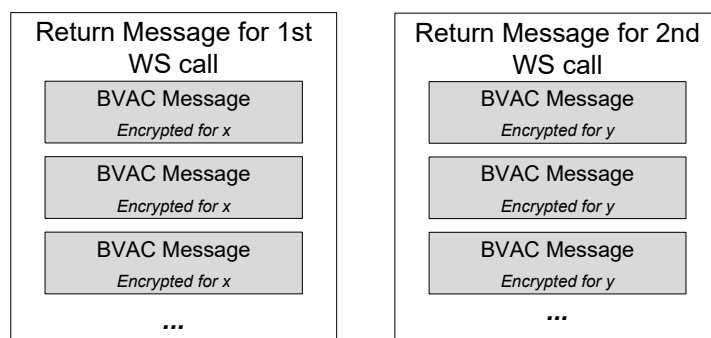 Return Message for 1st
WS call
BVAC Message
Encrypted for x
BVAC Message
Encrypted for x
BVAC Message
Encrypted for x
...
Return Message for 2nd
WS call
BVAC Message
Encrypted for y
BVAC Message
Encrypted for y
BVAC Message
Encrypted for y
...